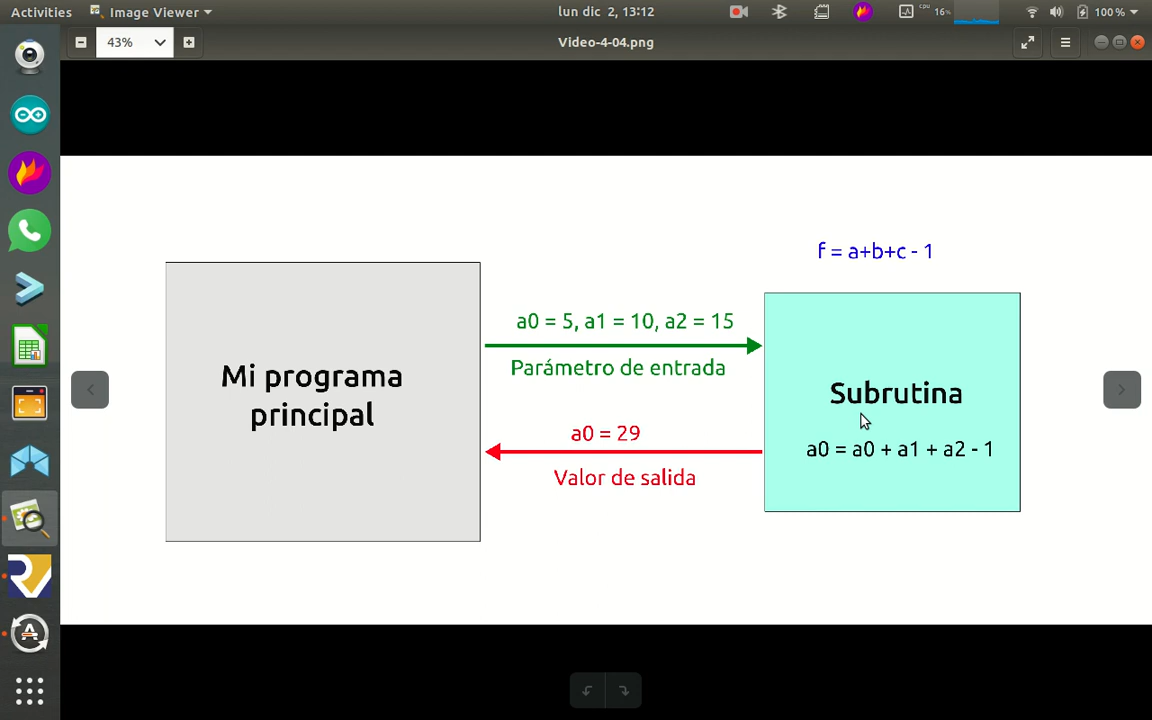 Activities
Image Viewer
lun dic 2, 13:12
cpu
16%
100%
43%
Video-4-04.png
f = a+b+c - 1
a0 = 5, a1 = 10, a2 = 15
Parámetro de entrada
Mi programa
principal
Subrutina
a0 = a0 + a1 + a2 - 1
a0 = 29
Valor de salida